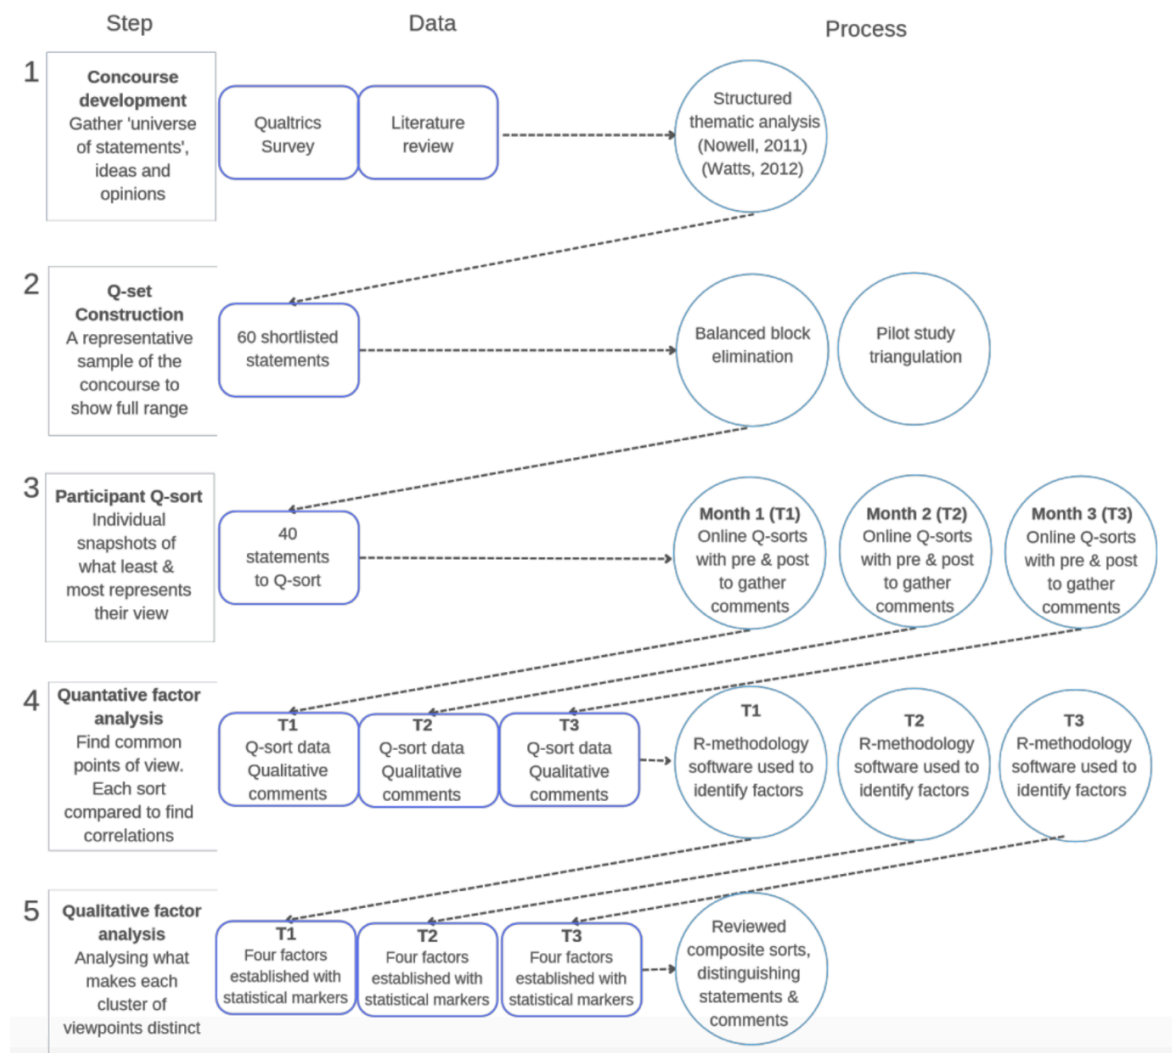 Step
Data
Process
1
Concourse
development
Gather 'universe
of statements',
ideas and
opinions
Qualtrics
Survey
Literature
review
Structured
thematic analysis
(Nowell, 2011)
(Watts, 2012)
2
Q-set
Construction
A representative
sample of the
concourse to
show full range
60 shortlisted
statements
Balanced block
elimination
Pilot study
triangulation
3
Participant Q-sort
Individual
snapshots of
what least &
most represents
their view
40
statements
to Q-sort
Month 1 (T1)
Online Q-sorts
with pre & post
to gather
comments
Month 2 (T2)
Online Q-sorts
with pre & post
to gather
comments
Month 3 (T3)
Online Q-sorts
with pre & post
to gather
comments
4
Quantative factor
analysis
Find common
points of view.
Each sort
compared to find
correlations
T1
Q-sort data
Qualitative
comments
T2
Q-sort data
Qualitative
comments
T3
Q-sort data
Qualitative
comments
T1
R-methodology
software used to
identify factors
T2
R-methodology
software used to
identify factors
T3
R-methodology
software used to
identify factors
5
Qualitative factor
analysis
Analysing what
makes each
cluster of
viewpoints distinct
T1
Four factors
established with
statistical markers
T2
Four factors
established with
statistical markers
T3
Four factors
established with
statistical markers
Reviewed
composite sorts,
distinguishing
statements &
comments